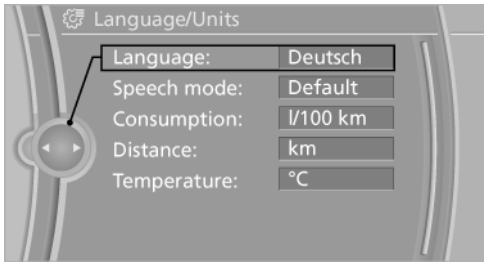 Language/Units
Language: Deutsch
Speech mode: Default
Consumption: l/100 km
Distance: km
Temperature: °C